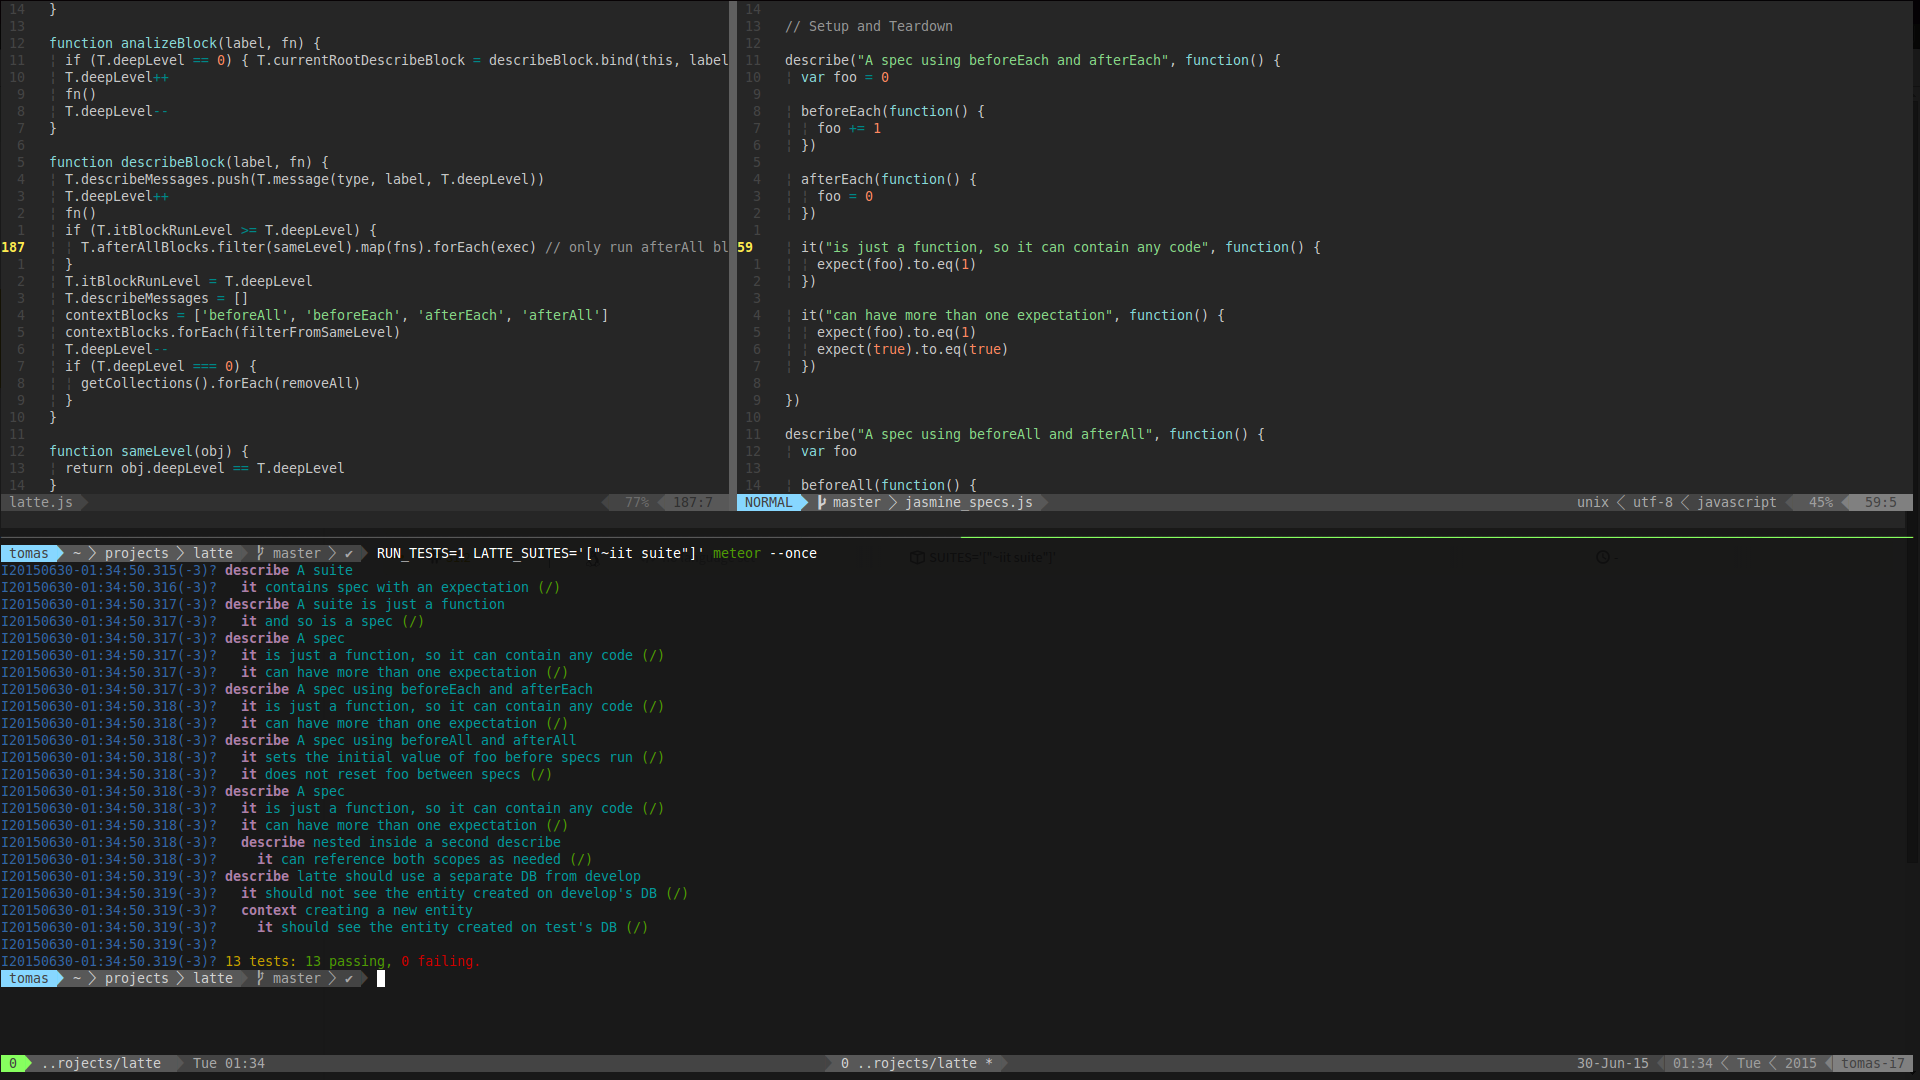 14 }
13
12 function analizeBlock(label, fn) {
11 ¦ if (T.deepLevel == 0) { T.currentRootDescribeBlock = describeBlock.bind(this, label
10 ¦ T.deepLevel++
9 ¦ fn()
8 ¦ T.deepLevel--
7 }
6
5 function describeBlock(label, fn) {
4 ¦ T.describeMessages.push(T.message(type, label, T.deepLevel))
3 ¦ T.deepLevel++
2 ¦ fn()
1 ¦ if (T.itBlockRunLevel >= T.deepLevel) {
187 ¦ ¦ T.afterAllBlocks.filter(sameLevel).map(fns).forEach(exec) // only run afterAll bl
1 ¦ }
2 ¦ T.itBlockRunLevel = T.deepLevel
3 ¦ T.describeMessages = []
4 ¦ contextBlocks = ['beforeAll', 'beforeEach', 'afterEach', 'afterAll']
5 ¦ contextBlocks.forEach(filterFromSameLevel)
6 ¦ T.deepLevel--
7 ¦ if (T.deepLevel === 0) {
8 ¦ ¦ getCollections().forEach(removeAll)
9 ¦ }
10 }
11
12 function sameLevel(obj) {
13 ¦ return obj.deepLevel == T.deepLevel
14 }
latte.js 77% 187:7
14
13 // Setup and Teardown
12
11 describe("A spec using beforeEach and afterEach", function() {
10 ¦ var foo = 0
9
8 ¦ beforeEach(function() {
7 ¦ ¦ foo += 1
6 ¦ })
5
4 ¦ afterEach(function() {
3 ¦ ¦ foo = 0
2 ¦ })
1
59 ¦ it("is just a function, so it can contain any code", function() {
1 ¦ ¦ expect(foo).to.eq(1)
2 ¦ })
3
4 ¦ it("can have more than one expectation", function() {
5 ¦ ¦ expect(foo).to.eq(1)
6 ¦ ¦ expect(true).to.eq(true)
7 ¦ })
8
9 })
10
11 describe("A spec using beforeAll and afterAll", function() {
12 ¦ var foo
13
14 ¦ beforeAll(function() {
NORMAL master jasmine_specs.js unix utf-8 javascript 45% 59:5
tomas ~ projects latte master ✔ RUN_TESTS=1 LATTE_SUITES='["~iit suite"]' meteor --once
SUITES='["~iit suite"]'
I20150630-01:34:50.315(-3)? describe A suite
I20150630-01:34:50.316(-3)? it contains spec with an expectation (/)
I20150630-01:34:50.317(-3)? describe A suite is just a function
I20150630-01:34:50.317(-3)? it and so is a spec (/)
I20150630-01:34:50.317(-3)? describe A spec
I20150630-01:34:50.317(-3)? it is just a function, so it can contain any code (/)
I20150630-01:34:50.317(-3)? it can have more than one expectation (/)
I20150630-01:34:50.317(-3)? describe A spec using beforeEach and afterEach
I20150630-01:34:50.318(-3)? it is just a function, so it can contain any code (/)
I20150630-01:34:50.318(-3)? it can have more than one expectation (/)
I20150630-01:34:50.318(-3)? describe A spec using beforeAll and afterAll
I20150630-01:34:50.318(-3)? it sets the initial value of foo before specs run (/)
I20150630-01:34:50.318(-3)? it does not reset foo between specs (/)
I20150630-01:34:50.318(-3)? describe A spec
I20150630-01:34:50.318(-3)? it is just a function, so it can contain any code (/)
I20150630-01:34:50.318(-3)? it can have more than one expectation (/)
I20150630-01:34:50.318(-3)? describe nested inside a second describe
I20150630-01:34:50.318(-3)? it can reference both scopes as needed (/)
I20150630-01:34:50.319(-3)? describe latte should use a separate DB from develop
I20150630-01:34:50.319(-3)? it should not see the entity created on develop's DB (/)
I20150630-01:34:50.319(-3)? context creating a new entity
I20150630-01:34:50.319(-3)? it should see the entity created on test's DB (/)
I20150630-01:34:50.319(-3)?
I20150630-01:34:50.319(-3)? 13 tests: 13 passing, 0 failing.
tomas ~ projects latte master ✔
0 ..rojects/latte Tue 01:34 0 ..rojects/latte * 30-Jun-15 01:34 Tue 2015 tomas-i7